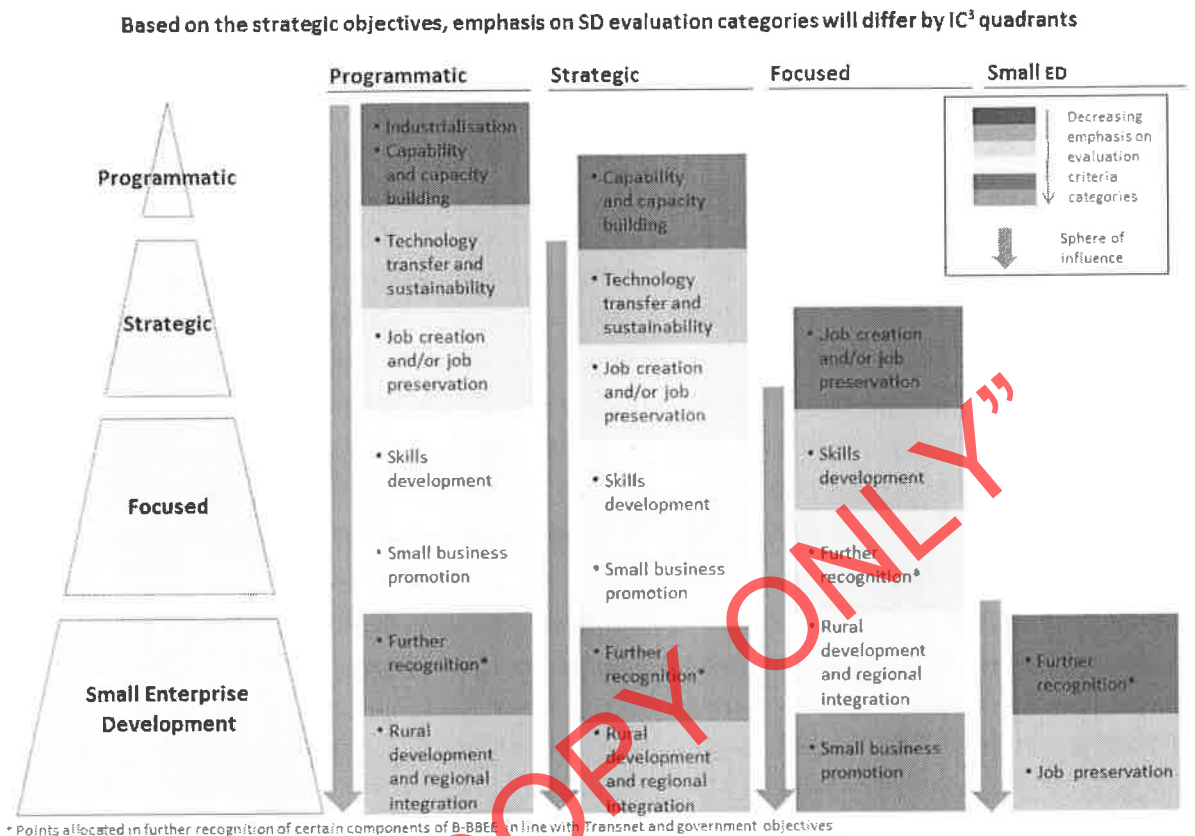 Based on the strategic objectives, emphasis on SD evaluation categories will differ by IC³ quadrants
Programmatic
Strategic
Focused
Small ED
Decreasing
emphasis on
evaluation
criteria
categories
Sphere of
influence
Programmatic
Strategic
Focused
Small Enterprise
Development
• Industrialisation
• Capability
and capacity
building
• Technology
transfer and
sustainability
• Job creation
and/or job
preservation
• Skills
development
• Small business
promotion
• Further
recognition*
• Rural
development
and regional
integration
• Capability
and capacity
building
• Technology
transfer and
sustainability
• Job creation
and/or job
preservation
• Skills
development
• Small business
promotion
• Further
recognition*
• Rural
development
and regional
integration
• Job creation
and/or job
preservation
• Skills
development
• Further
recognition*
• Rural
development
and regional
integration
• Small business
promotion
• Further
recognition*
• Job preservation
COPY ONLY”
* Points allocated in further recognition of certain components of B-BBEE in line with Transnet and government objectives